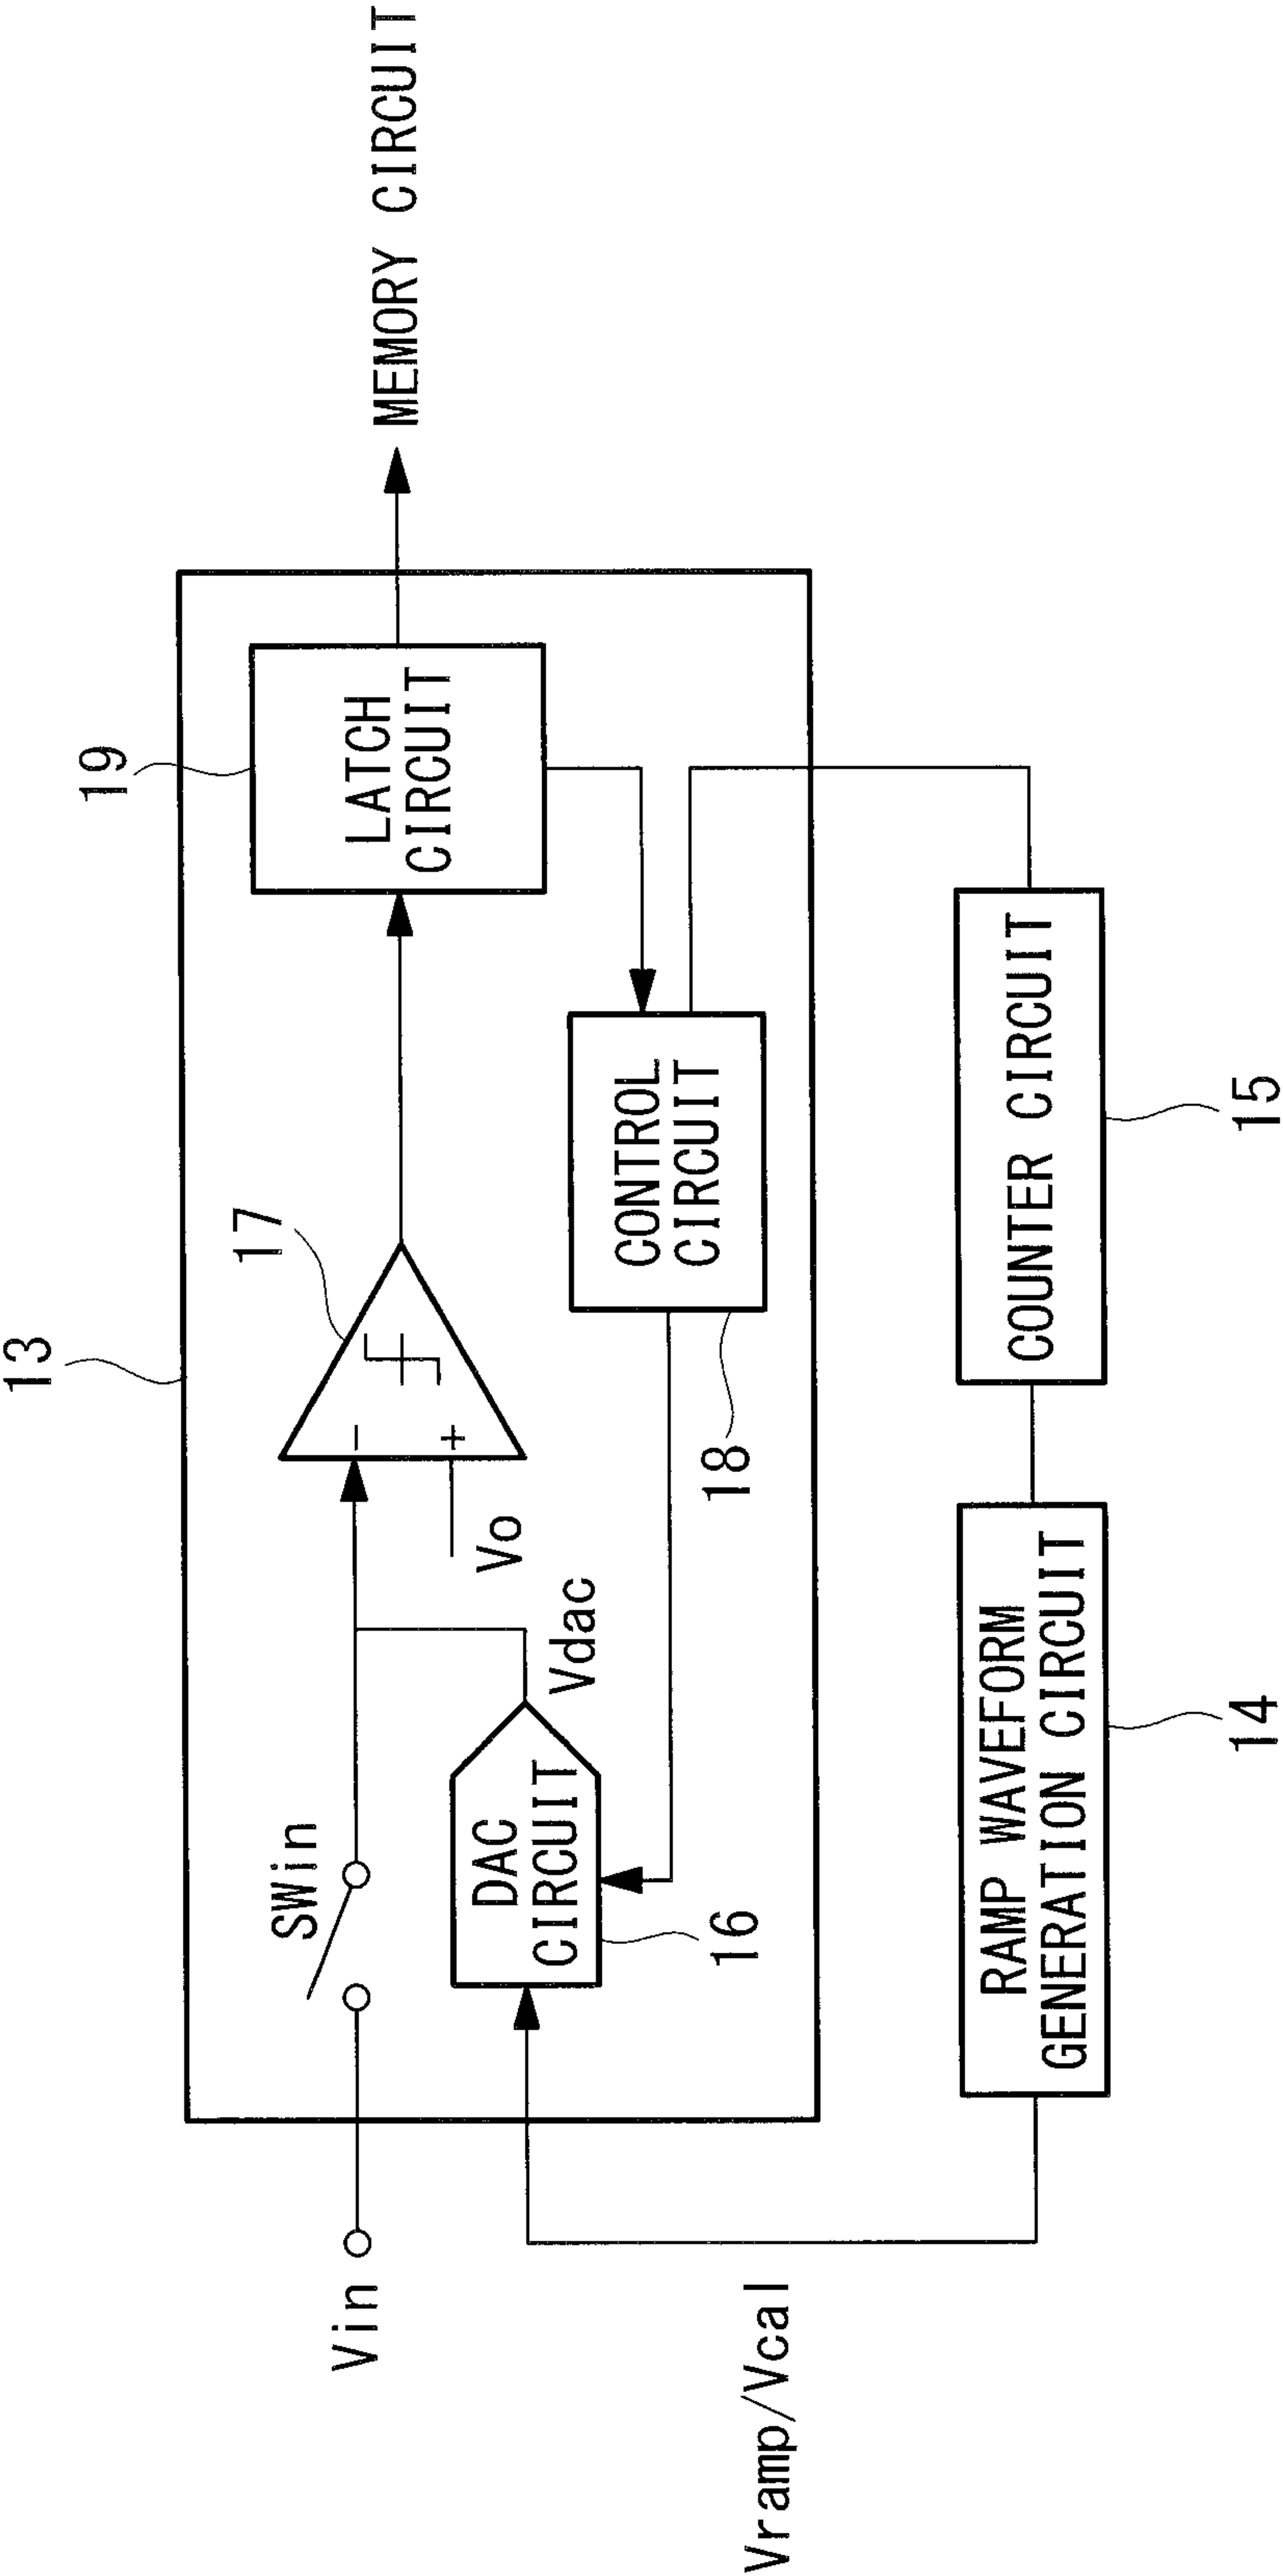 13
19
17
Vin
SWin
MEMORY CIRCUIT
LATCH
CIRCUIT
−
+
Vo
Vdac
DAC
CIRCUIT
CONTROL
CIRCUIT
16
18
Vramp/Vcal
RAMP WAVEFORM
GENERATION CIRCUIT
COUNTER CIRCUIT
14
15